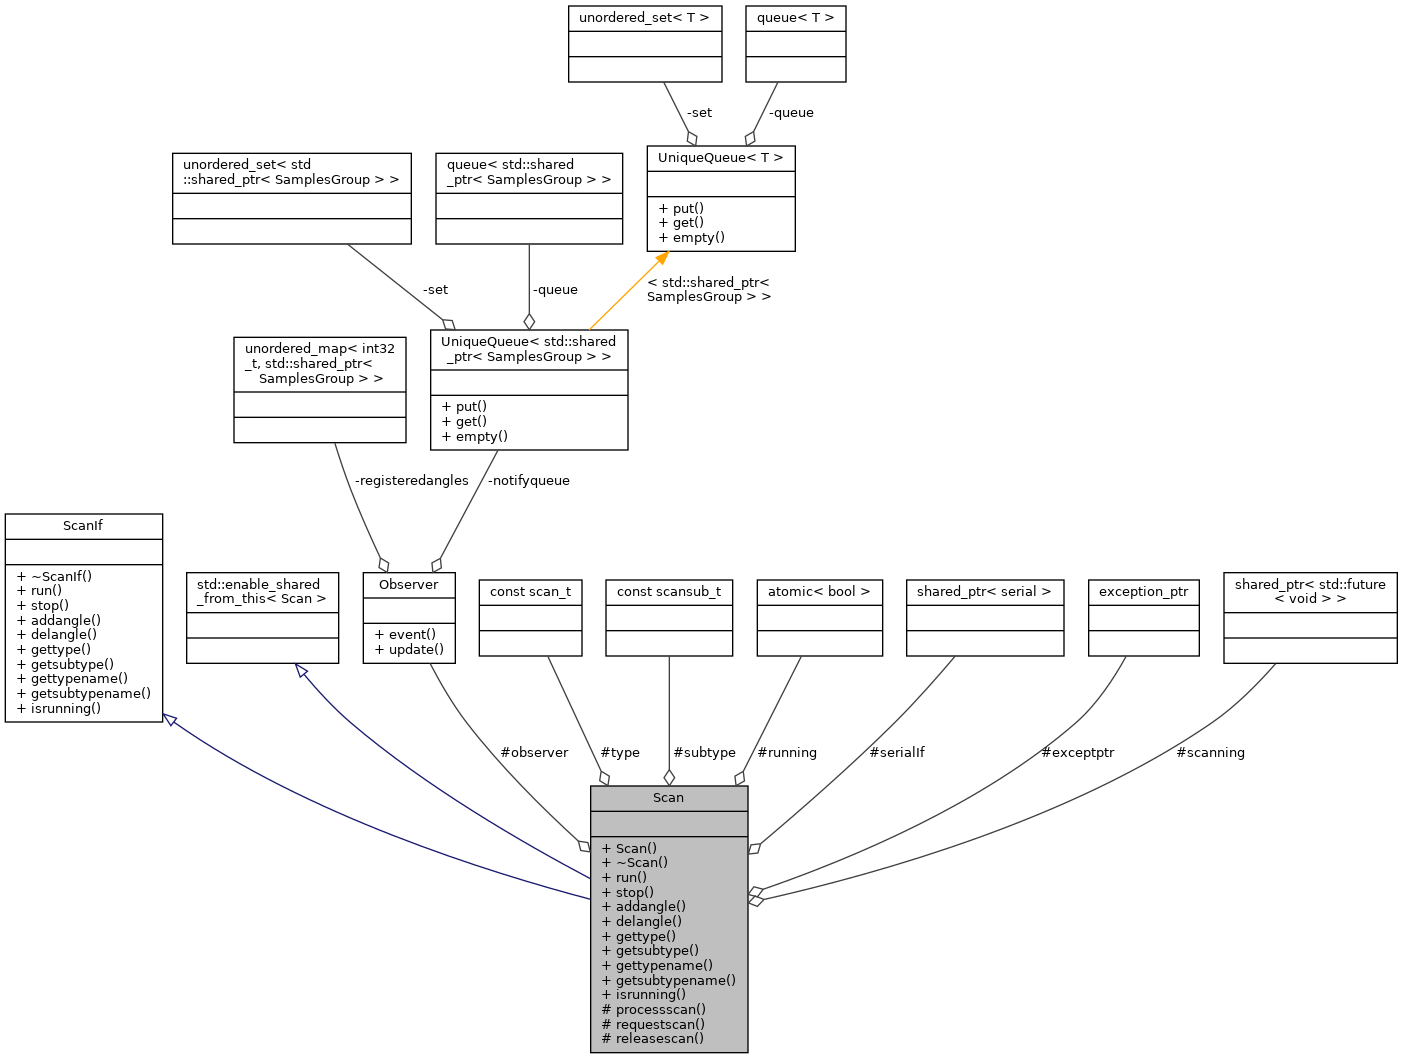 unordered_set< T >
queue< T >
-set
-queue
UniqueQueue< T >
+ put()
+ get()
+ empty()
unordered_set< std
::shared_ptr< SamplesGroup > >
queue< std::shared
_ptr< SamplesGroup > >
-set
-queue
< std::shared_ptr<
SamplesGroup > >
unordered_map< int32
_t, std::shared_ptr<
SamplesGroup > >
UniqueQueue< std::shared
_ptr< SamplesGroup > >
+ put()
+ get()
+ empty()
-registeredangles
-notifyqueue
ScanIf
+ ~ScanIf()
+ run()
+ stop()
+ addangle()
+ delangle()
+ gettype()
+ getsubtype()
+ gettypename()
+ getsubtypename()
+ isrunning()
std::enable_shared
_from_this< Scan >
Observer
+ event()
+ update()
const scan_t
const scansub_t
atomic< bool >
shared_ptr< serial >
exception_ptr
shared_ptr< std::future
< void > >
#observer
#type
#subtype
#running
#serialIf
#exceptptr
#scanning
Scan
+ Scan()
+ ~Scan()
+ run()
+ stop()
+ addangle()
+ delangle()
+ gettype()
+ getsubtype()
+ gettypename()
+ getsubtypename()
+ isrunning()
# processscan()
# requestscan()
# releasescan()